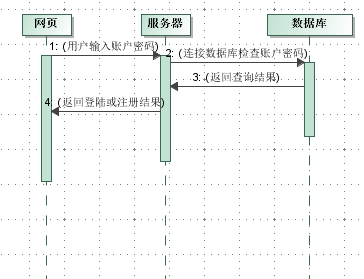 网页 服务器 数据库
1: (用户输入账户密码)
2: (连接数据库检查账户密码)
3: (返回查询结果)
4: (返回登陆或注册结果)